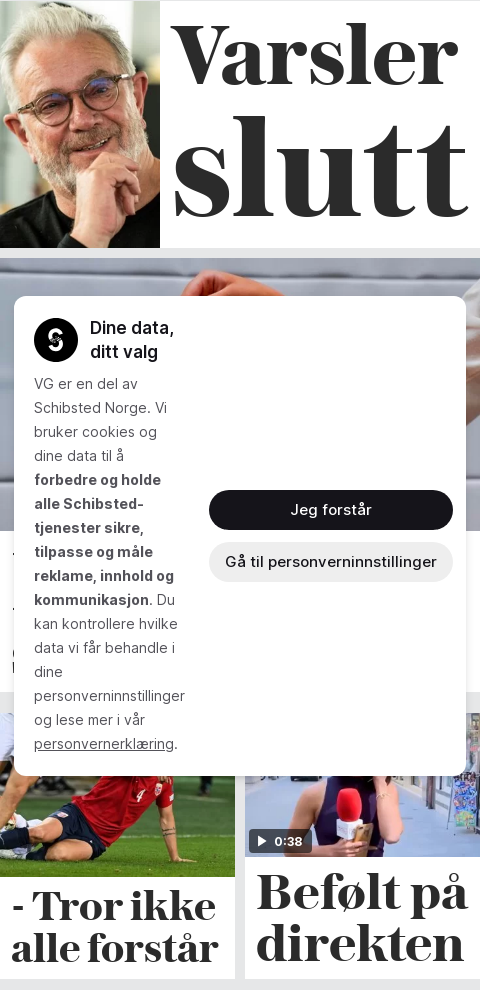 Varsler
slutt
Dine data,
ditt valg
VG er en del av
Schibsted Norge. Vi
bruker cookies og
dine data til å
forbedre og holde
alle Schibsted-
tjenester sikre,
tilpasse og måle
reklame, innhold og
kommunikasjon. Du
kan kontrollere hvilke
data vi får behandle i
dine
personverninnstillinger
og lese mer i vår
personvernerklæring.
Jeg forstår
Gå til personverninnstillinger
4
0:38
- Tror ikke
alle forstår
Befølt på
direkten